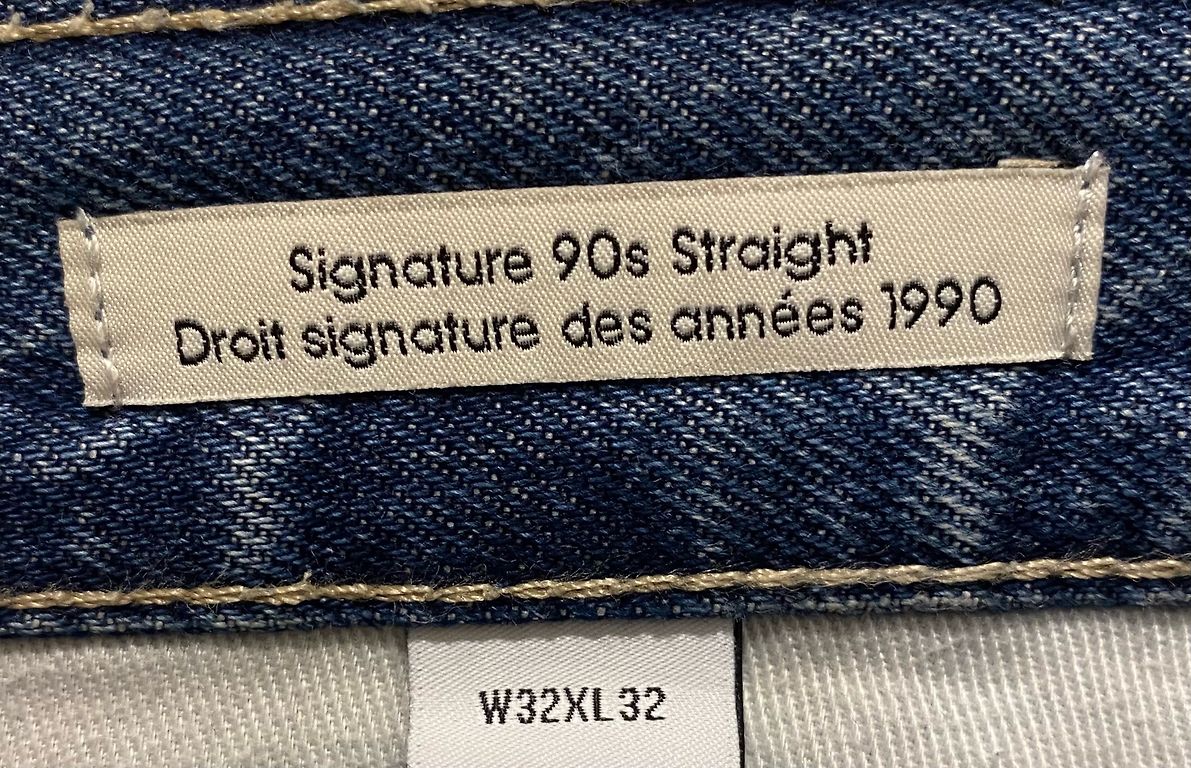 Signature 90s Straight
Droit signature des années 1990
W32XL32